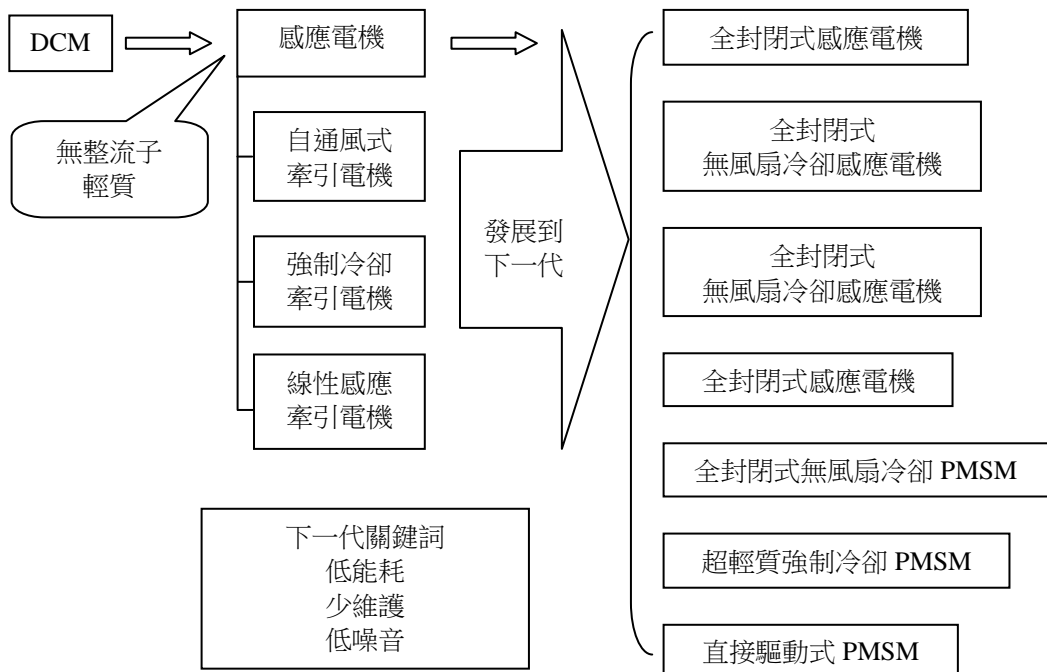 DCM
無整流子
輕質
感應電機
自通風式
牽引電機
強制冷卻
牽引電機
線性感應
牽引電機
發展到
下一代
全封閉式感應電機
全封閉式
無風扇冷卻感應電機
全封閉式
無風扇冷卻感應電機
全封閉式感應電機
全封閉式無風扇冷卻 PMSM
超輕質強制冷卻 PMSM
直接驅動式 PMSM
下一代關鍵詞
低能耗
少維護
低噪音